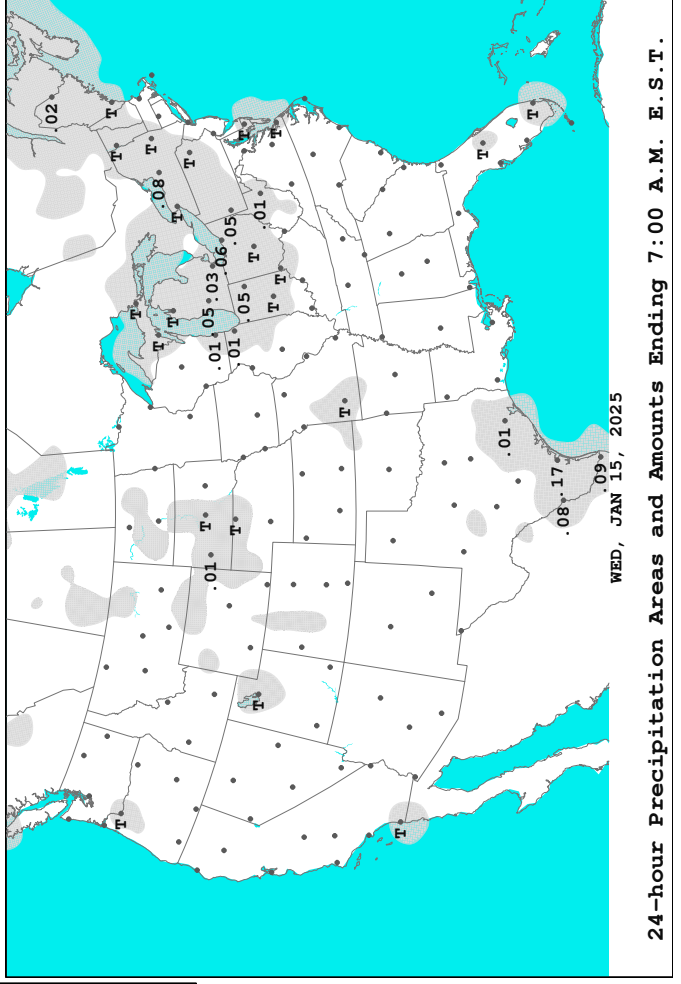 .02
T
T
T
T
T
T
.08
T
T
T
T
.01
.05
.01
.03
.06
.05
.01
T
T
.05
T
T
.01
T
T
T
T
T
T
.01
T
.17
.08
.09
WED, JAN 15, 2025
24-hour Precipitation Areas and Amounts Ending 7:00 A.M. E.S.T.